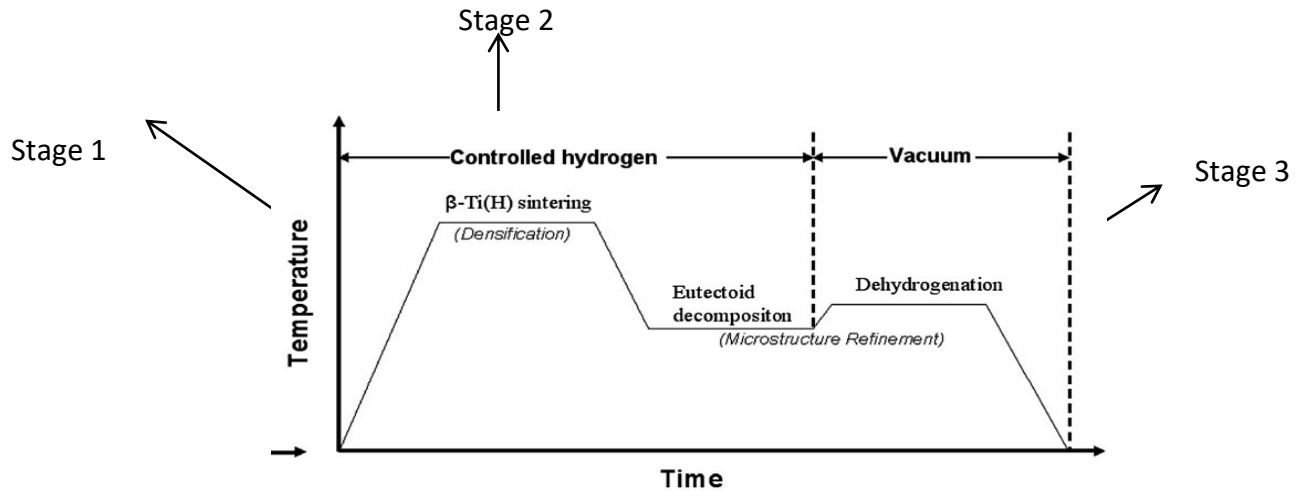 Stage 2
Stage 1
Stage 3
Controlled hydrogen
Vacuum
β-Ti(H) sintering
(Densification)
Eutectoid
decompositon
(Microstructure Refinement)
Dehydrogenation
Temperature
Time